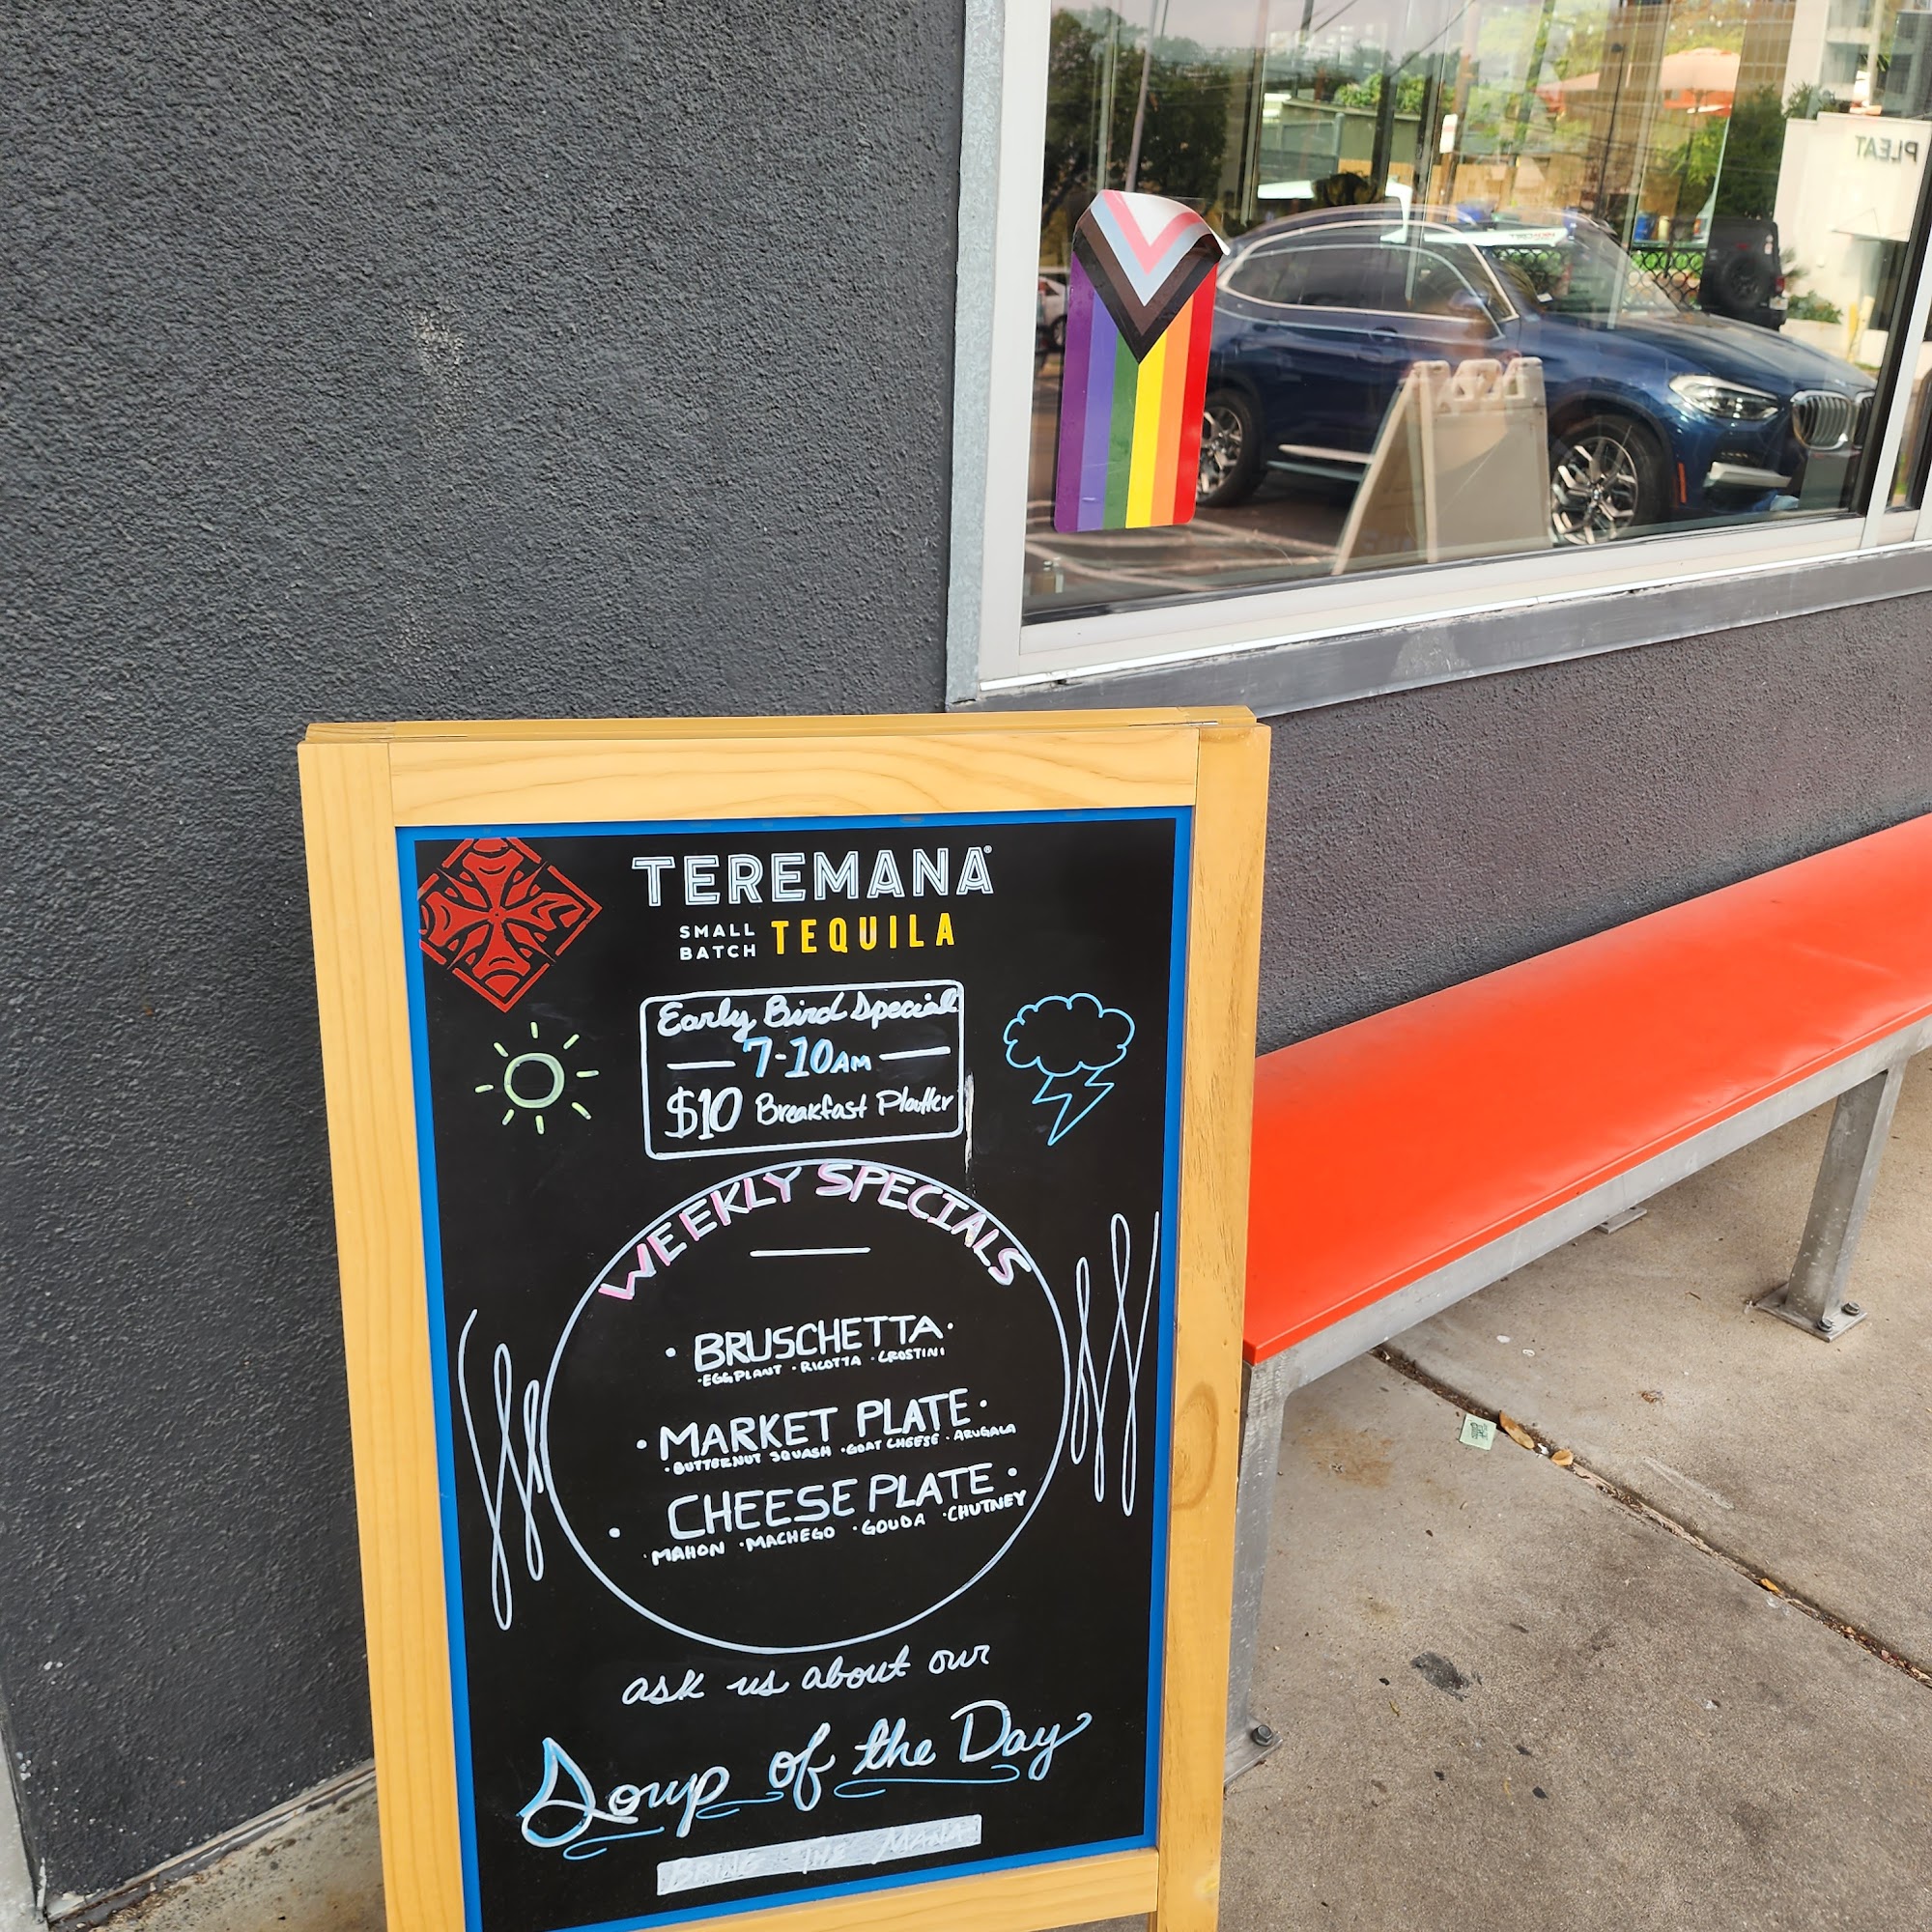 TEREMANA®
SMALL BATCH TEQUILA
Early Bird Special
7-10AM
$10 Breakfast Platter
WEEKLY SPECIALS
· BRUSCHETTA ·
· EGGPLANT · RICOTTA · CROSTINI
· MARKET PLATE ·
· BUTTERNUT SQUASH · GOAT CHEESE · ARUGALA
· CHEESE PLATE ·
· MAHON · MACHEGO · GOUDA · CHUTNEY
ask us about our
Soup of the Day
BRING THE MANA
PLEAT